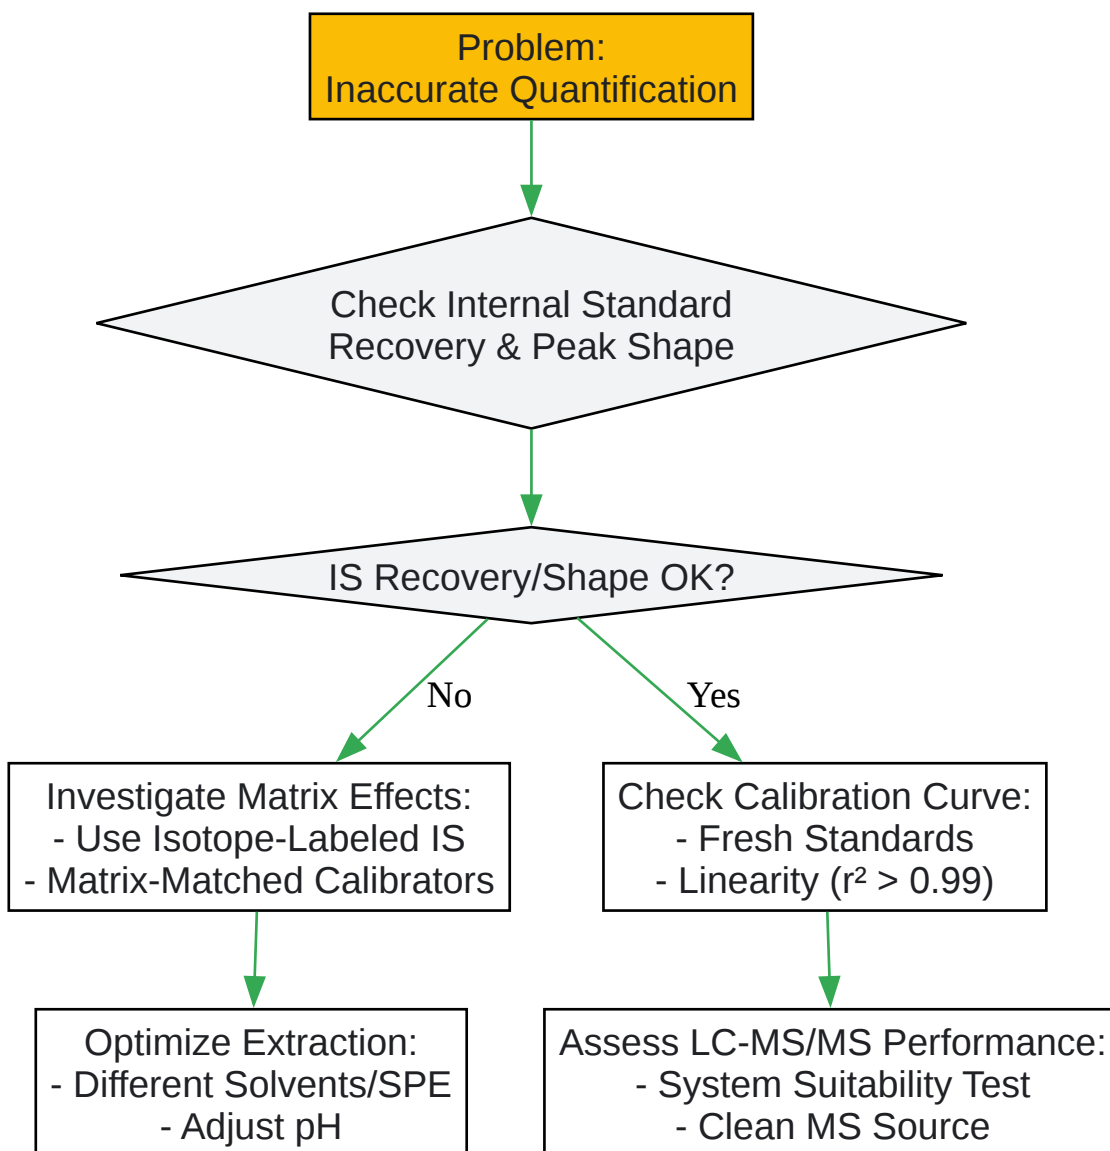 Problem:
Inaccurate Quantification
Check Internal Standard
Recovery & Peak Shape
IS Recovery/Shape OK?
No
Yes
Investigate Matrix Effects:
- Use Isotope-Labeled IS
- Matrix-Matched Calibrators
Check Calibration Curve:
- Fresh Standards
- Linearity (r² > 0.99)
Optimize Extraction:
- Different Solvents/SPE
- Adjust pH
Assess LC-MS/MS Performance:
- System Suitability Test
- Clean MS Source